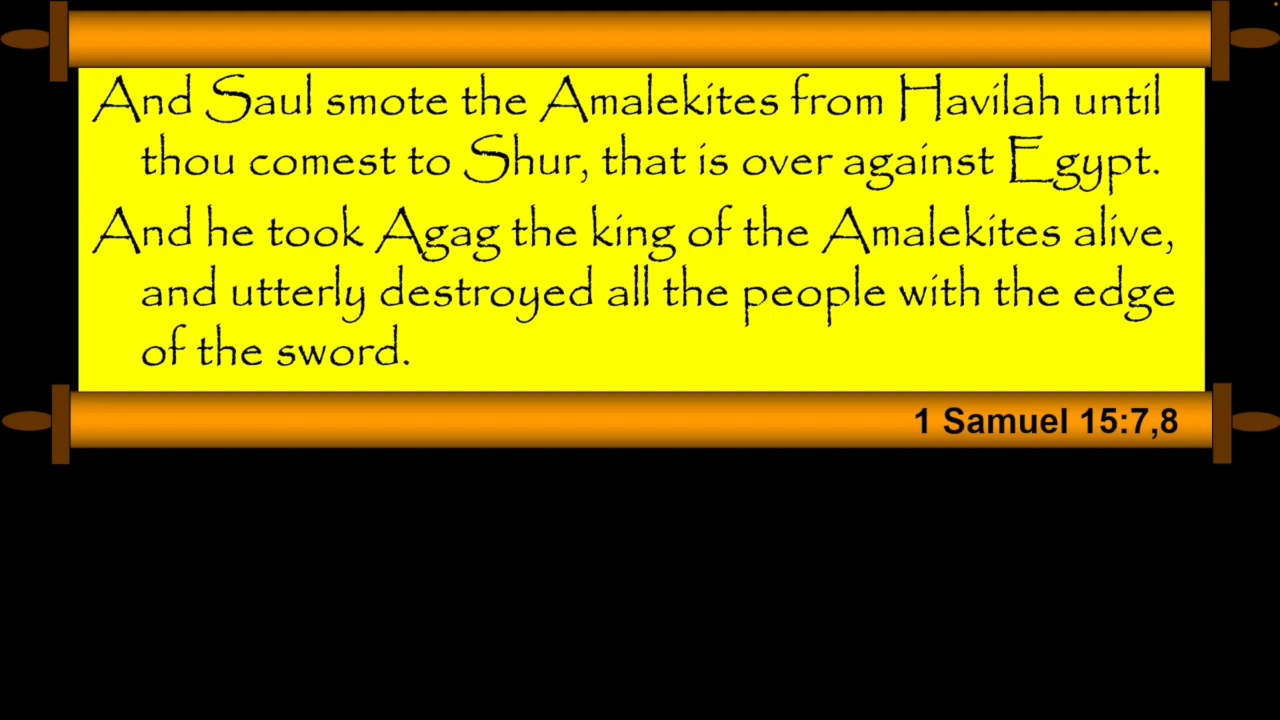 And Saul smote the Amalekites from Havilah until
thou comest to Shur, that is over against Egypt.
And he took Agag the king of the Amalekites alive,
and utterly destroyed all the people with the edge
of the sword.
1 Samuel 15:7,8